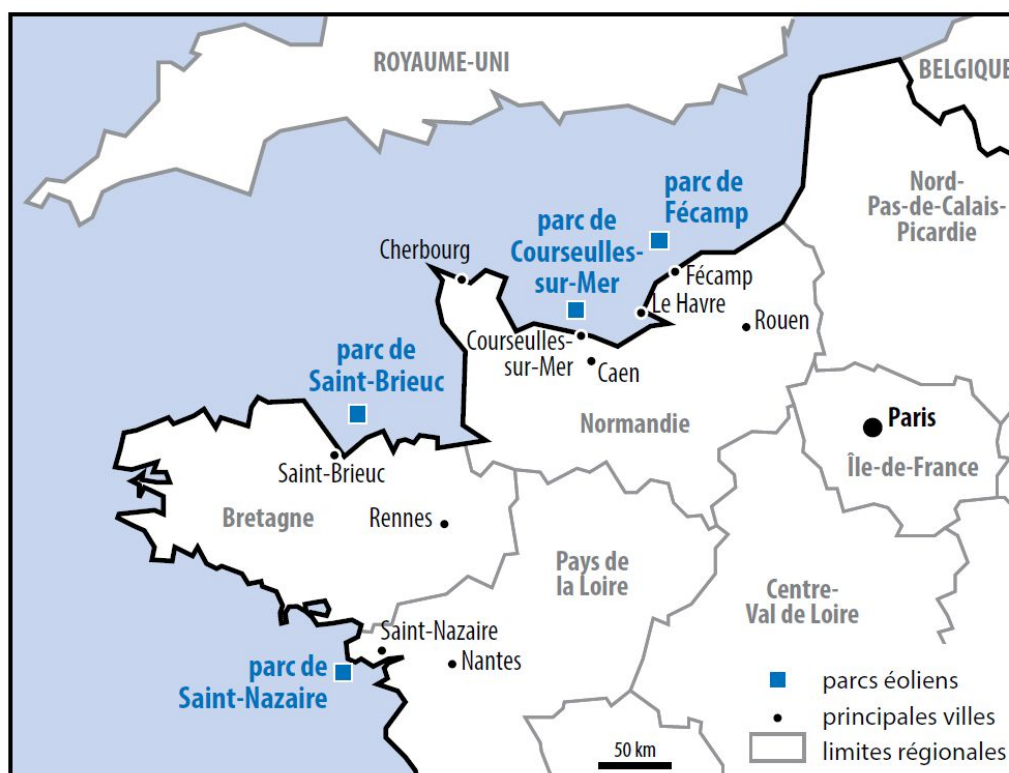 ROYAUME-UNI
BELGIQUE
parc de
Fécamp
Nord-
Pas-de-Calais-
Picardie
parc de
Courseulles-
sur-Mer
Cherbourg
Fécamp
Le Havre
Rouen
Courseulles-
sur-Mer
Caen
parc de
Saint-Brieuc
Normandie
Paris
Île-de-France
Saint-Brieuc
Bretagne
Rennes
Pays de
la Loire
Centre-
Val de Loire
Saint-Nazaire
Nantes
parc de
Saint-Nazaire
parcs éoliens
principales villes
limites régionales
50 km